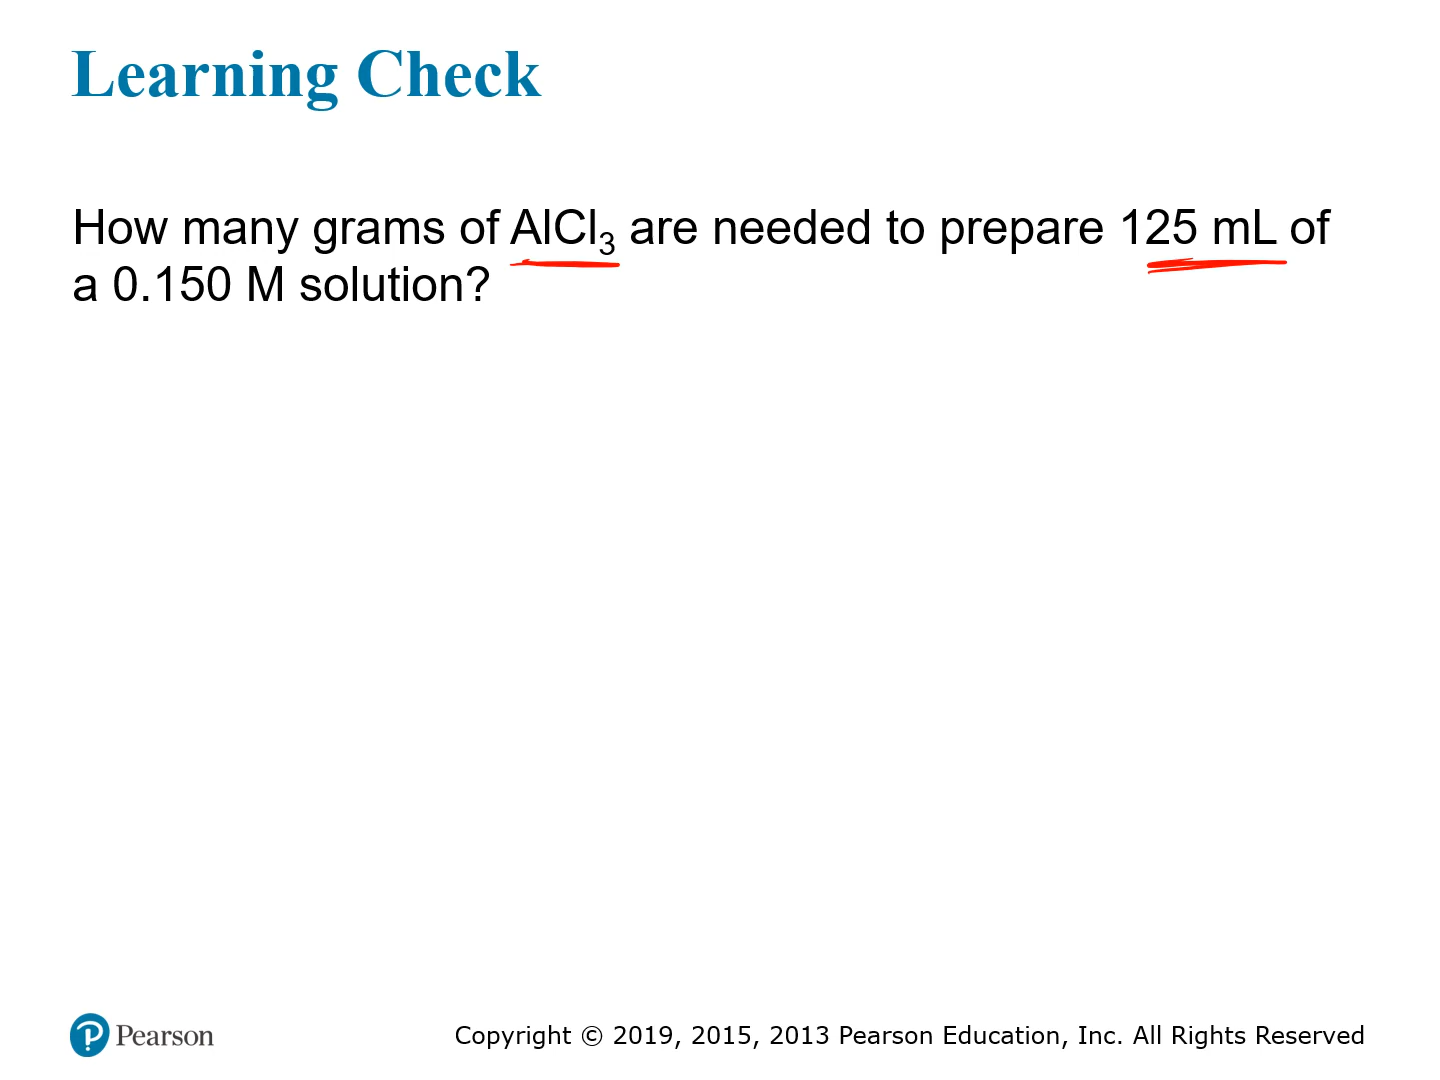 Learning Check
How many grams of AlCl₃ are needed to prepare 125 mL of
a 0.150 M solution?
Pearson
Copyright © 2019, 2015, 2013 Pearson Education, Inc. All Rights Reserved